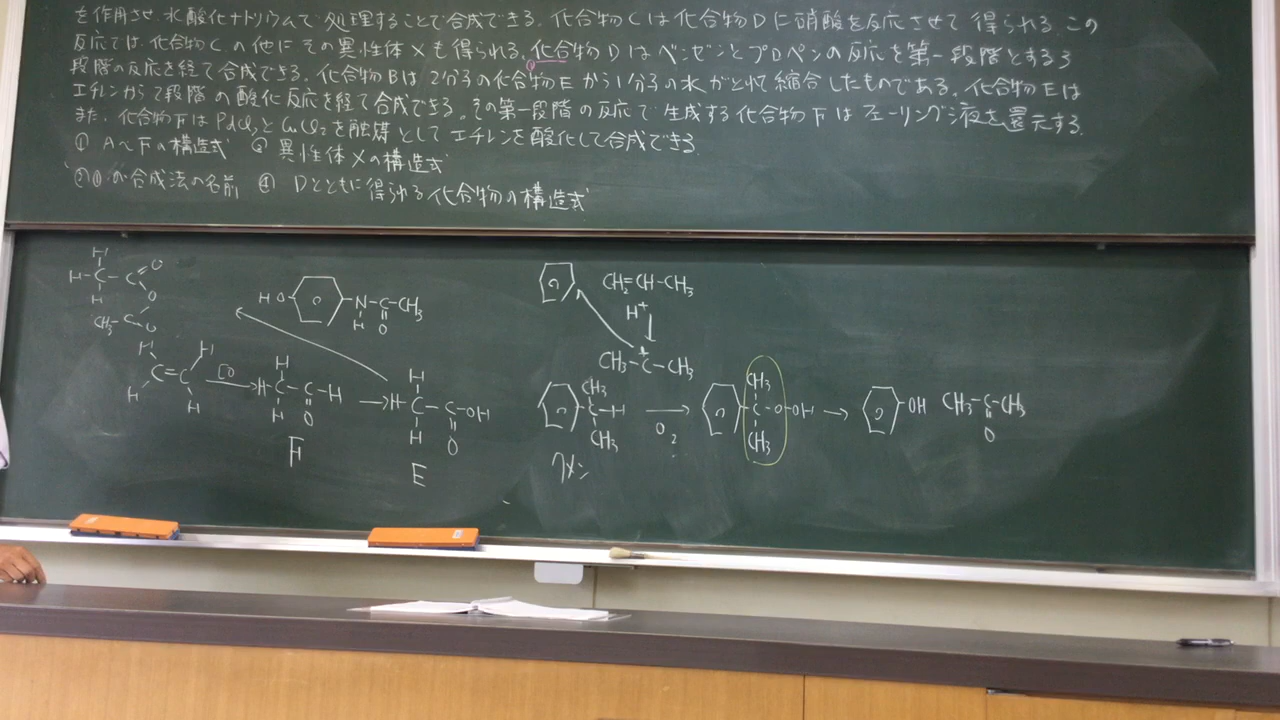 を作用させ、水酸化ナトリウムで処理することで合成できる。化合物Cは化合物Dに硝酸を反応させて得られる。この
反応では、化合物Cの他にその異性体Xも得られる。化合物Dはベンゼンとプロペンの反応を第一段階とする3
段階の反応を経て合成できる。化合物Bは2分子の化合物Eから1分子の水がとれて縮合したものである。化合物Eは
エチレンから2段階の酸化反応を経て合成できる。その第一段階の反応で生成する化合物Fはフェーリング液を還元する。
また、化合物FはPdCl2とCuCl2を触媒としてエチレンを酸化して合成できる。
① A~Fの構造式 ② 異性体Xの構造式
の合成法の名前 ④ Dとともに得られる化合物の構造式
H
H-C-C=O
H O
CH3-C=O
HO N-C-CH3
H O
CH2=CH-CH3
H+
CH3-C-CH3
+
H H
C=C
H H
[O]
H
H-C-C-H
H O
F
H
H-C-C-OH
H O
E
CH3
C-H
CH3
クメン
O2
CH3
C-O-OH
CH3
OH CH3-C-CH3
O